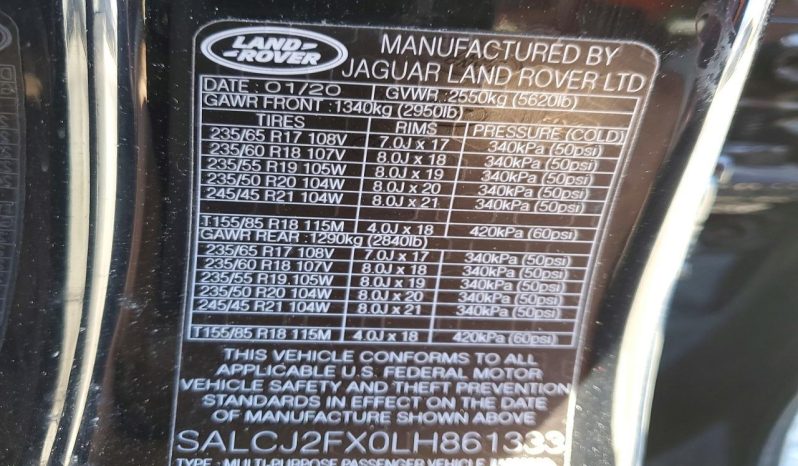 LAND
ROVER
MANUFACTURED BY
JAGUAR LAND ROVER LTD
DATE : 01/20 GVWR : 2550kg (5620lb)
GAWR FRONT : 1340kg (2950lb)
TIRES RIMS PRESSURE (COLD)
235/65 R17 108V 7.0J x 17 340kPa (50psi)
235/60 R18 107V 8.0J x 18 340kPa (50psi)
235/55 R19 105W 8.0J x 19 340kPa (50psi)
235/50 R20 104W 8.0J x 20 340kPa (50psi)
245/45 R21 104W 8.0J x 21 340kPa (50psi)
T155/85 R18 115M 4.0J x 18 420kPa (60psi)
GAWR REAR : 1290kg (2840lb)
235/65 R17 108V 7.0J x 17 340kPa (50psi)
235/60 R18 107V 8.0J x 18 340kPa (50psi)
235/55 R19 105W 8.0J x 19 340kPa (50psi)
235/50 R20 104W 8.0J x 20 340kPa (50psi)
245/45 R21 104W 8.0J x 21 340kPa (50psi)
T155/85 R18 115M 4.0J x 18 420kPa (60psi)
THIS VEHICLE CONFORMS TO ALL
APPLICABLE U.S. FEDERAL MOTOR
VEHICLE SAFETY AND THEFT PREVENTION
STANDARDS IN EFFECT ON THE DATE
OF MANUFACTURE SHOWN ABOVE
SALCJ2FX0LH861333
TYPE : MULTI-PURPOSE PASSENGER VEHICLE